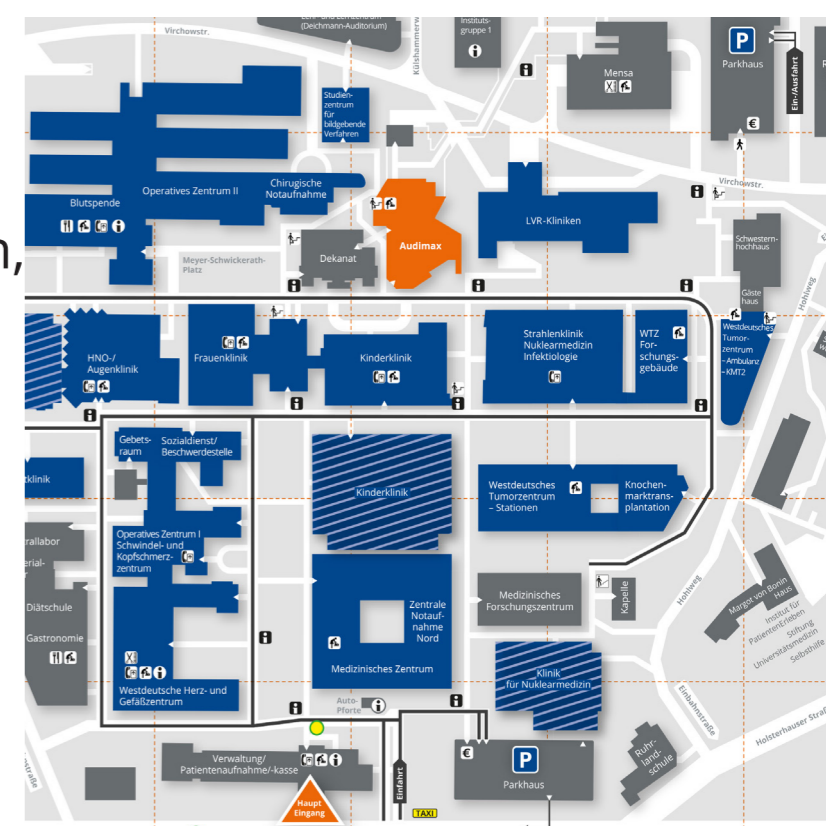 n,
Virchowstr.
(Deichmann-Auditorium)
Külshammerw
Instituts-
gruppe 1
Mensa
P
Parkhaus
Ein-/Ausfahrt
€
Studien-
zentrum
für
bildgebende
Verfahren
Operatives Zentrum II
Chirugische
Notaufnahme
Blutspende
Audimax
LVR-Kliniken
Virchowstr.
Schwestern-
hochhaus
Meyer-Schwickerath-
Platz
Dekanat
Gäste
haus
Hohlweg
HNO-/
Augenklinik
Frauenklinik
Kinderklinik
Strahlenklinik
Nuklearmedizin
Infektiologie
WTZ
For-
schungs-
gebäude
Westdeutsches
Tumor-
zentrum
– Ambulanz
– KMT2
Gebets-
raum
Sozialdienst/
Beschwerdestelle
tklinik
Kinderklinik
Westdeutsches
Tumorzentrum
– Stationen
Knochen-
marktrans-
plantation
Operatives Zentrum I
Schwindel- und
Kopfschmerz-
zentrum
rallabor
erial-
r
Diätschule
Gastronomie
Zentrale
Notauf-
nahme
Nord
Medizinisches Zentrum
Medizinisches
Forschungszentrum
Kapelle
Hohlweg
Margot von Bonin
Haus
Institut für
PatientenErleben
Stiftung
Universitätsmedizin
Selbsthilfe
Westdeutsche Herz- und
Gefäßzentrum
Klinik
für Nuklearmedizin
Auto-
Pforte
Einbahnstraße
Holsterhauser Straß
Ruhr-
land-
schule
Verwaltung/
Patientenaufnahme/-kasse
Einfahrt
€
P
Parkhaus
Haupt
Eingang
TAXI
straße